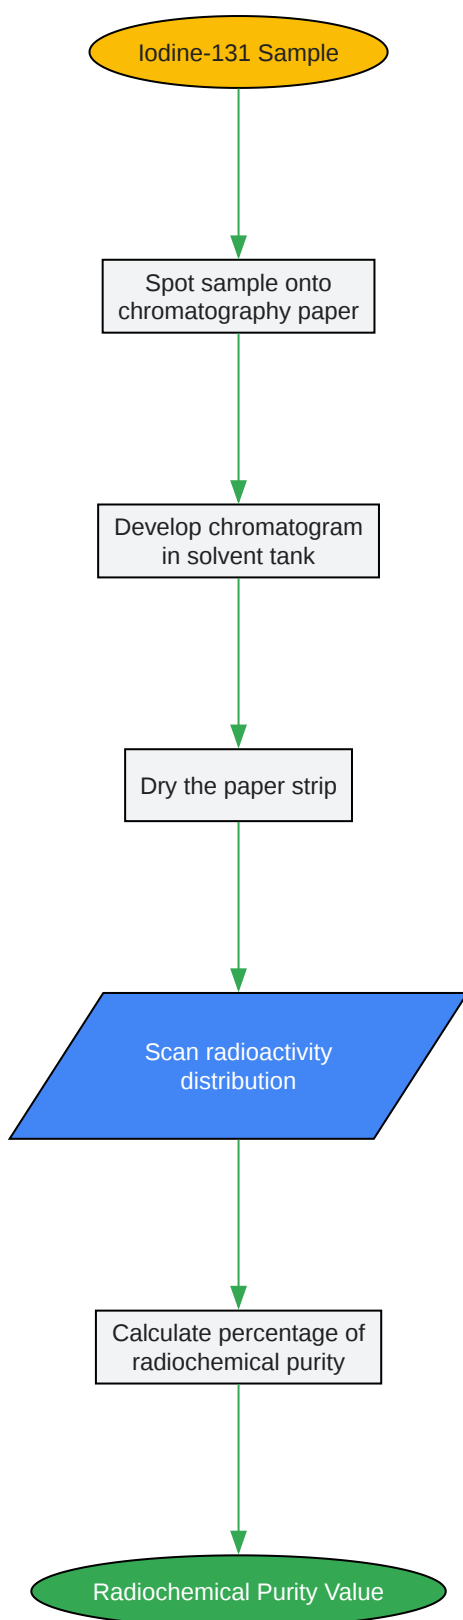 Iodine-131 Sample
Spot sample onto
chromatography paper
Develop chromatogram
in solvent tank
Dry the paper strip
Scan radioactivity
distribution
Calculate percentage of
radiochemical purity
Radiochemical Purity Value